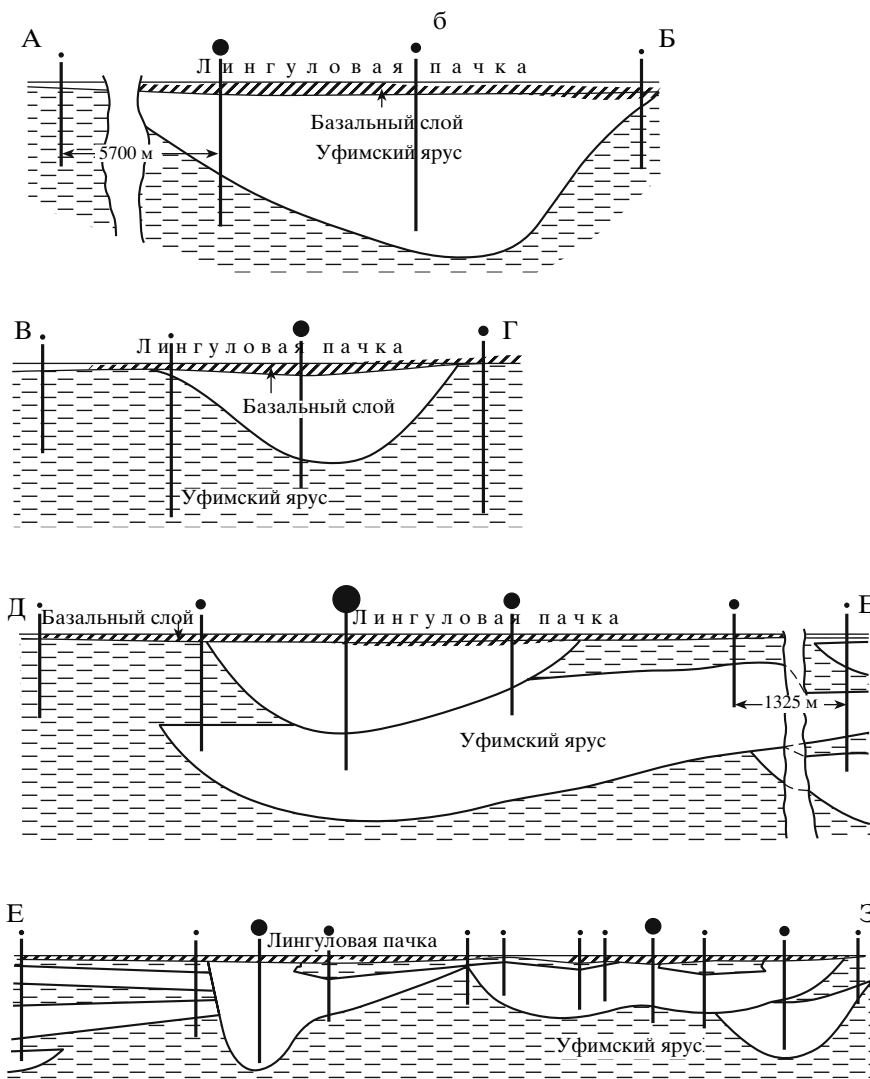 б
А
Б
Лингуловая пачка
Базальный слой
Уфимский ярус
5700 м
В
Г
Лингуловая пачка
Базальный слой
Уфимский ярус
Д
Е
Базальный слой
Лингуловая пачка
1325 м
Уфимский ярус
Е
З
Лингуловая пачка
Уфимский ярус